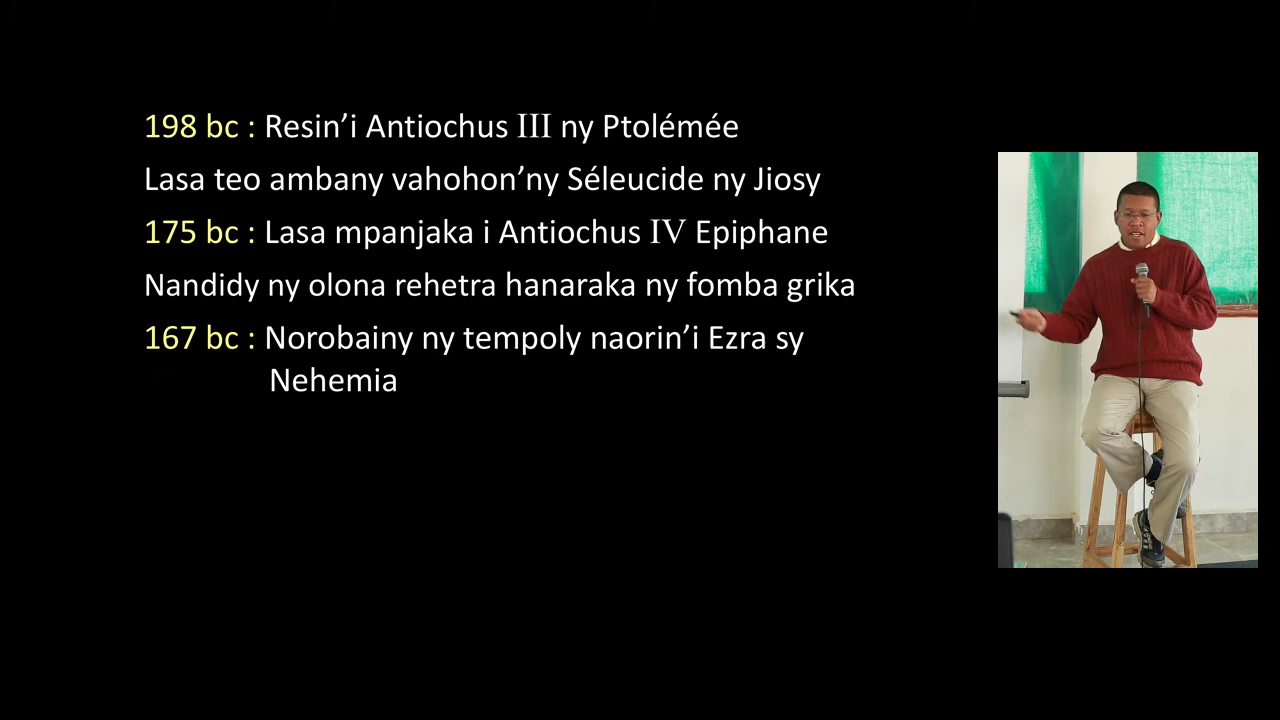 198 bc : Resin’i Antiochus III ny Ptolémée
Lasa teo ambany vahohon’ny Séleucide ny Jiosy
175 bc : Lasa mpanjaka i Antiochus IV Epiphane
Nandidy ny olona rehetra hanaraka ny fomba grika
167 bc : Norobainy ny tempoly naorin’i Ezra sy
Nehemia